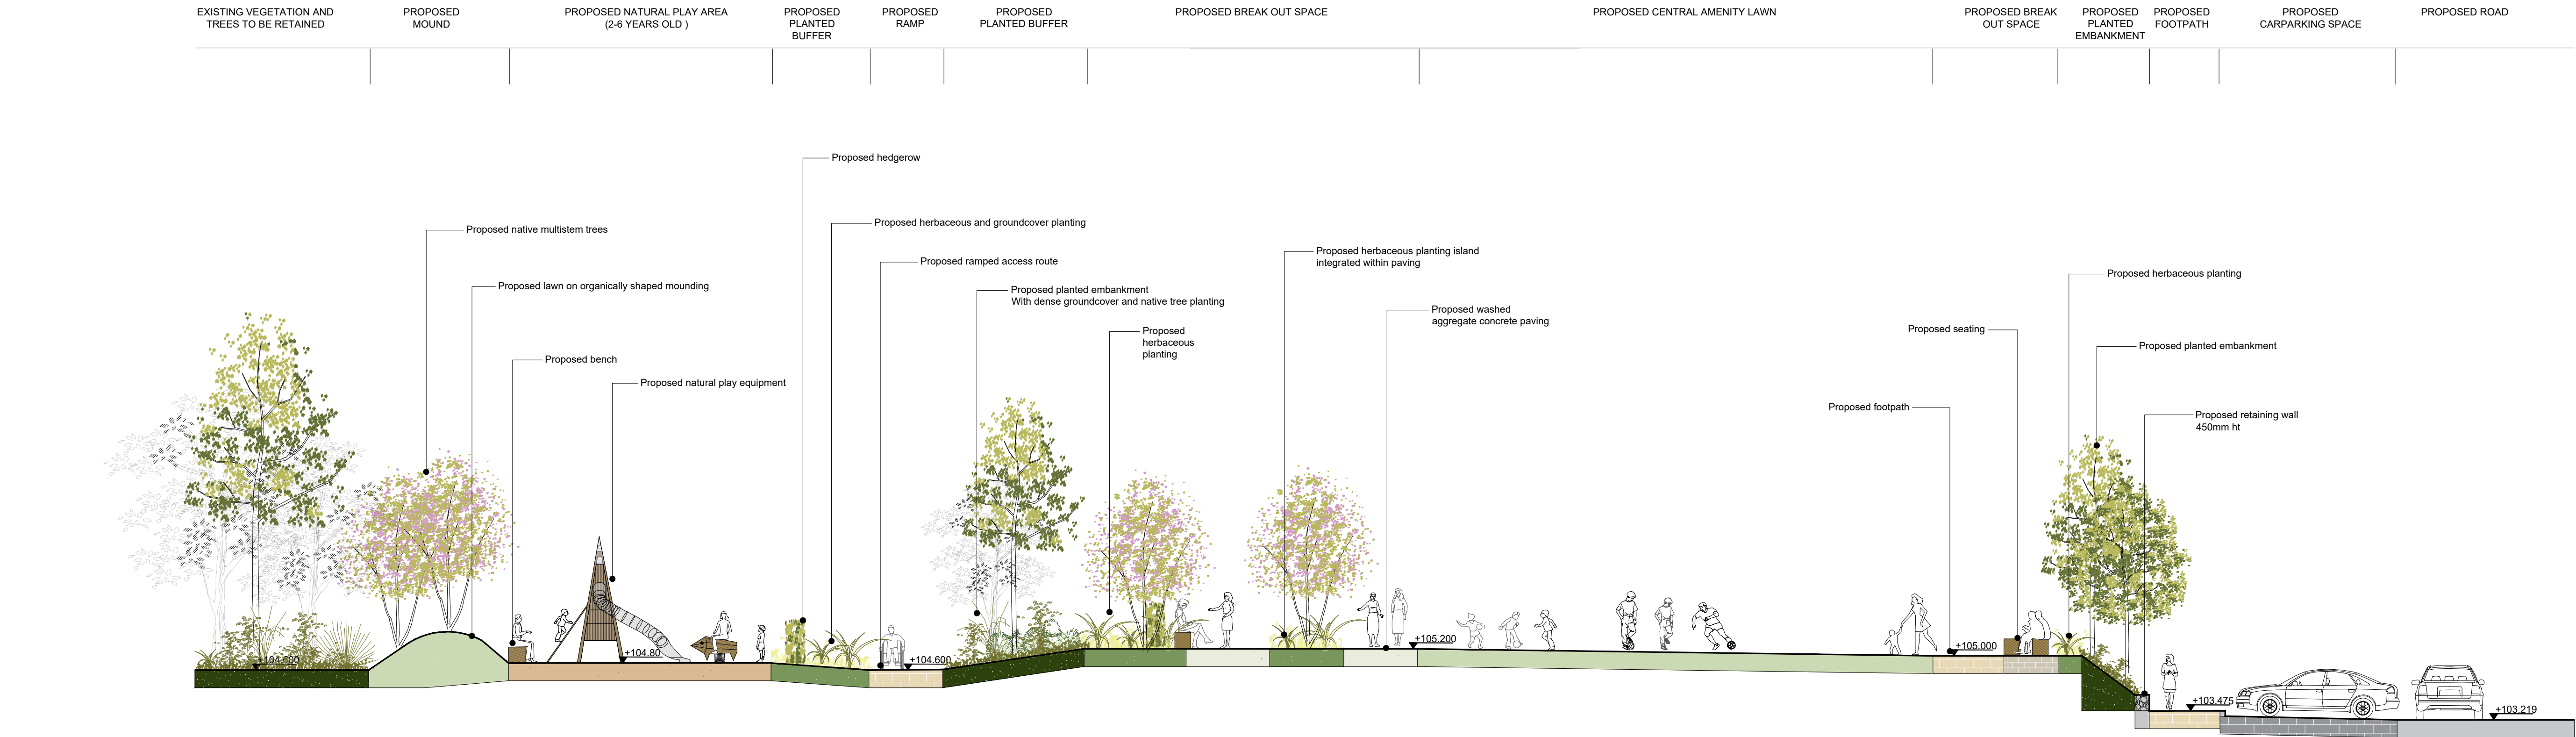 EXISTING VEGETATION AND
TREES TO BE RETAINED
PROPOSED
MOUND
PROPOSED NATURAL PLAY AREA
(2-6 YEARS OLD )
PROPOSED
PLANTED
BUFFER
PROPOSED
RAMP
PROPOSED
PLANTED BUFFER
PROPOSED BREAK OUT SPACE
PROPOSED CENTRAL AMENITY LAWN
PROPOSED BREAK
OUT SPACE
PROPOSED
PLANTED
EMBANKMENT
PROPOSED
FOOTPATH
PROPOSED
CARPARKING SPACE
PROPOSED ROAD
Proposed hedgerow
Proposed herbaceous and groundcover planting
Proposed native multistem trees
Proposed ramped access route
Proposed herbaceous planting island
integrated within paving
Proposed herbaceous planting
Proposed lawn on organically shaped mounding
Proposed planted embankment
With dense groundcover and native tree planting
Proposed washed
aggregate concrete paving
Proposed
herbaceous
planting
Proposed seating
Proposed planted embankment
Proposed bench
Proposed natural play equipment
Proposed footpath
Proposed retaining wall
450mm ht
+104.80
+104.600
+105.200
+105.000
+103.475
+103.219